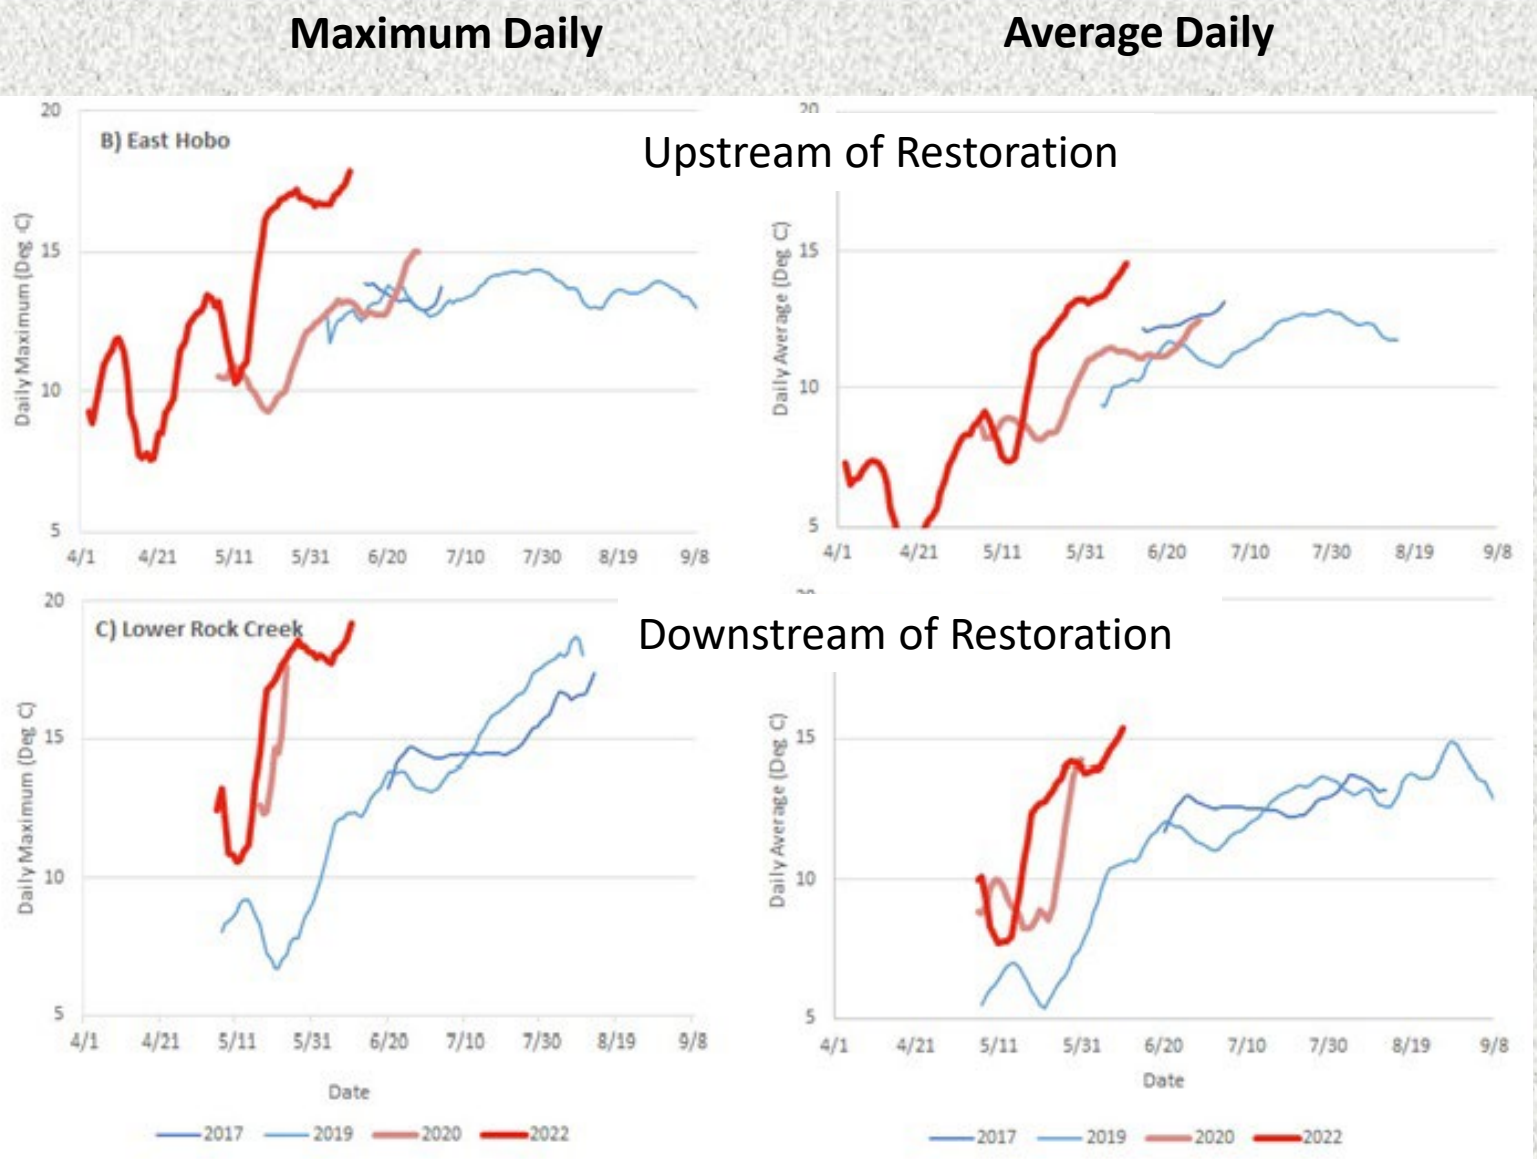 Maximum Daily
Average Daily
Upstream of Restoration
B) East Hobo
Daily Maximum (Deg C)
20
15
10
5
4/1 4/21 5/11 5/31 6/20 7/10 7/30 8/19 9/8
Daily Average (Deg C)
20
15
10
5
4/1 4/21 5/11 5/31 6/20 7/10 7/30 8/19 9/8
Downstream of Restoration
C) Lower Rock Creek
Daily Maximum (Deg C)
20
15
10
5
4/1 4/21 5/11 5/31 6/20 7/10 7/30 8/19 9/8
Date
2017 2019 2020 2022
Daily Average (Deg C)
15
10
5
4/1 4/21 5/11 5/31 6/20 7/10 7/30 8/19 9/8
Date
2017 2019 2020 2022